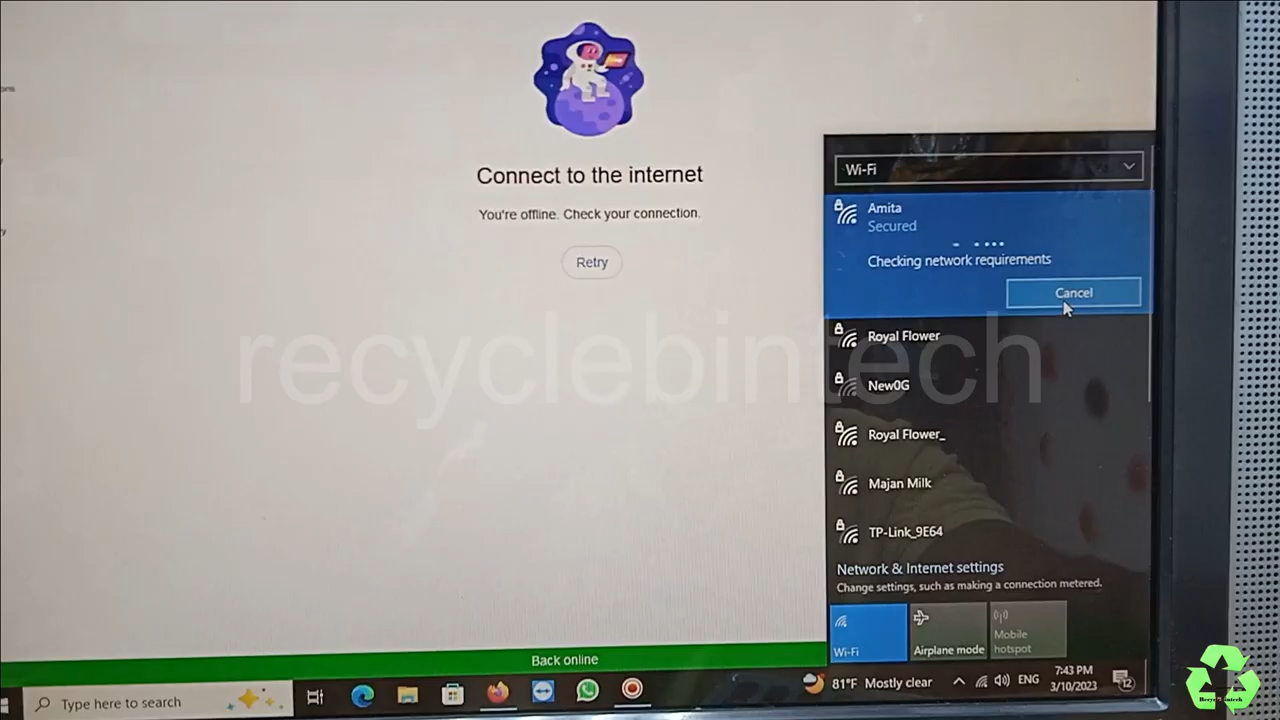 Connect to the internet
You're offline. Check your connection.
Retry
recyclebintech
Wi-Fi
Amita
Secured
Checking network requirements
Cancel
Royal Flower
New0G
Royal Flower_
Majan Milk
TP-Link_9E64
Network & Internet settings
Change settings, such as making a connection metered.
Wi-Fi
Airplane mode
Mobile
hotspot
Back online
Type here to search
81°F Mostly clear
ENG
7:43 PM
3/10/2023
12